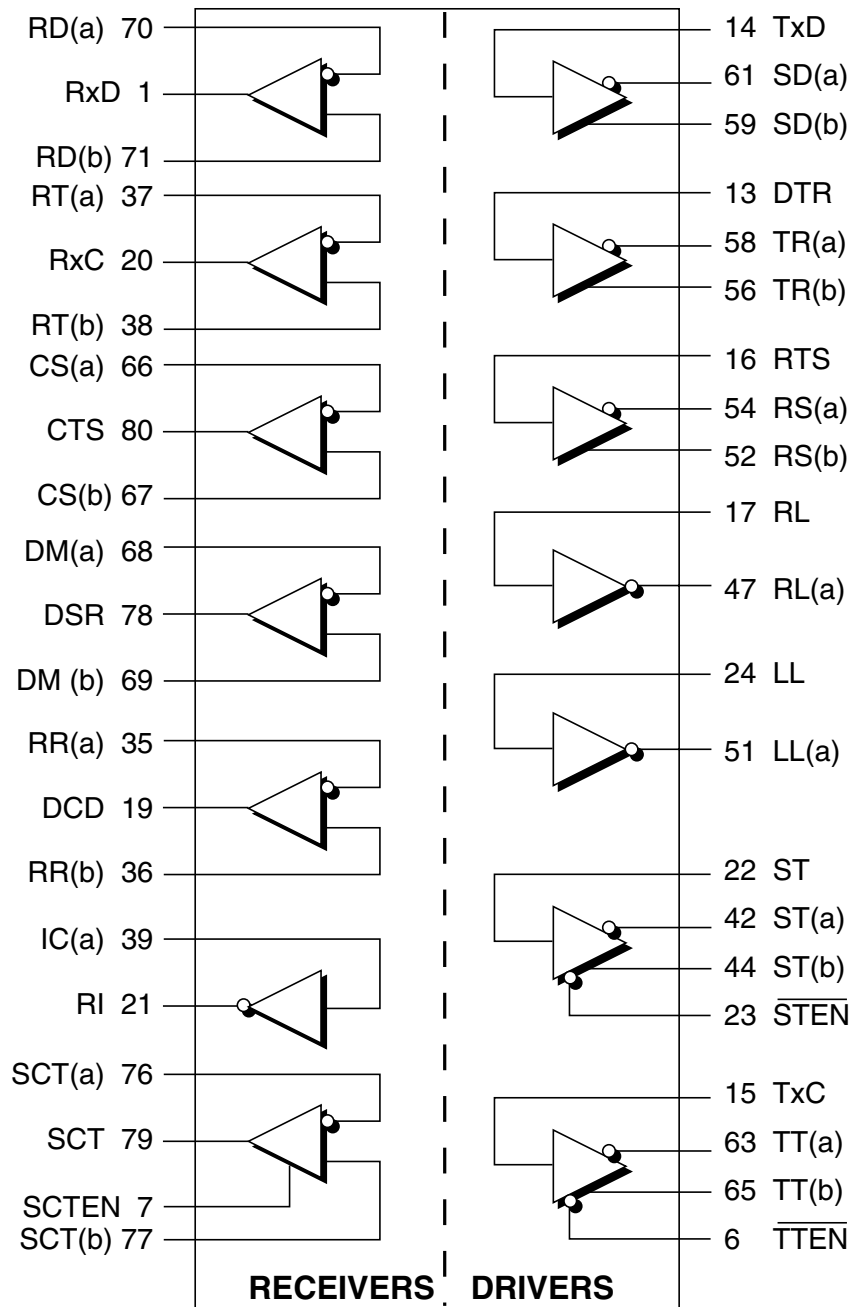 RD(a) 70
RxD 1
RD(b) 71
RT(a) 37
RxC 20
RT(b) 38
CS(a) 66
CTS 80
CS(b) 67
DM(a) 68
DSR 78
DM (b) 69
RR(a) 35
DCD 19
RR(b) 36
IC(a) 39
RI 21
SCT(a) 76
SCT 79
SCTEN 7
SCT(b) 77
RECEIVERS
14 TxD
61 SD(a)
59 SD(b)
13 DTR
58 TR(a)
56 TR(b)
16 RTS
54 RS(a)
52 RS(b)
17 RL
47 RL(a)
24 LL
51 LL(a)
22 ST
42 ST(a)
44 ST(b)
23 S̅T̅E̅N̅
15 TxC
63 TT(a)
65 TT(b)
6 T̅T̅E̅N̅
DRIVERS